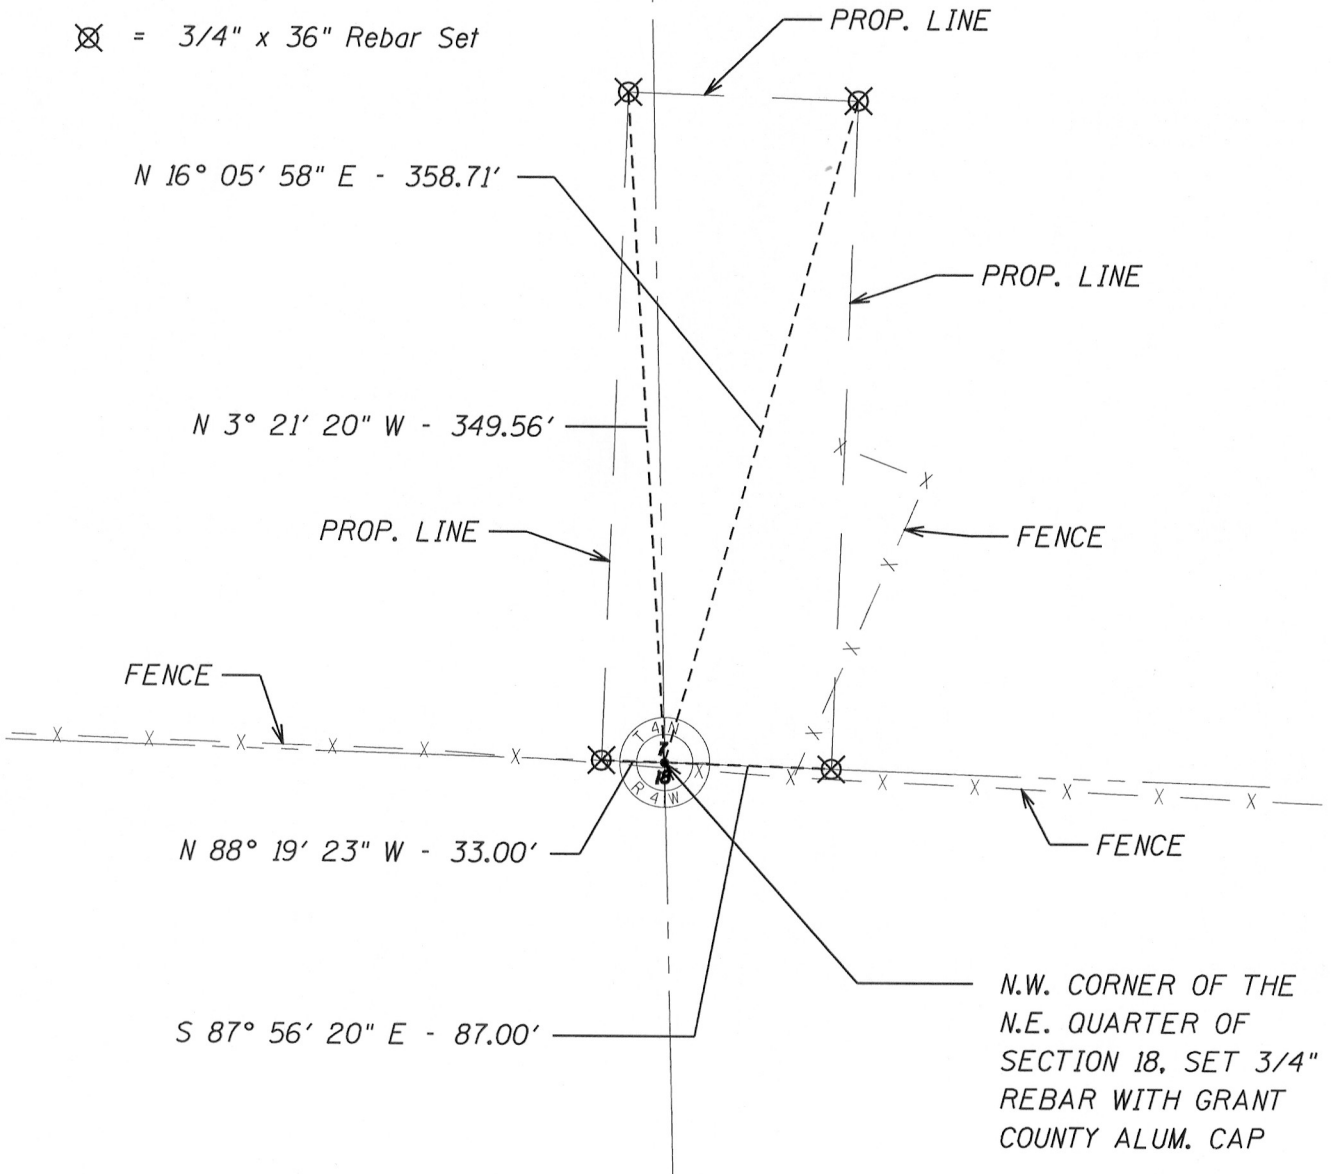 = 3/4" x 36" Rebar Set
PROP. LINE
N 16° 05' 58" E - 358.71'
PROP. LINE
N 3° 21' 20" W - 349.56'
PROP. LINE
FENCE
FENCE
X X X X X X X X X X X X X
X X X X X
T 4 N
7
18
R 4 W
N 88° 19' 23" W - 33.00'
FENCE
S 87° 56' 20" E - 87.00'
N.W. CORNER OF THE
N.E. QUARTER OF
SECTION 18, SET 3/4"
REBAR WITH GRANT
COUNTY ALUM. CAP